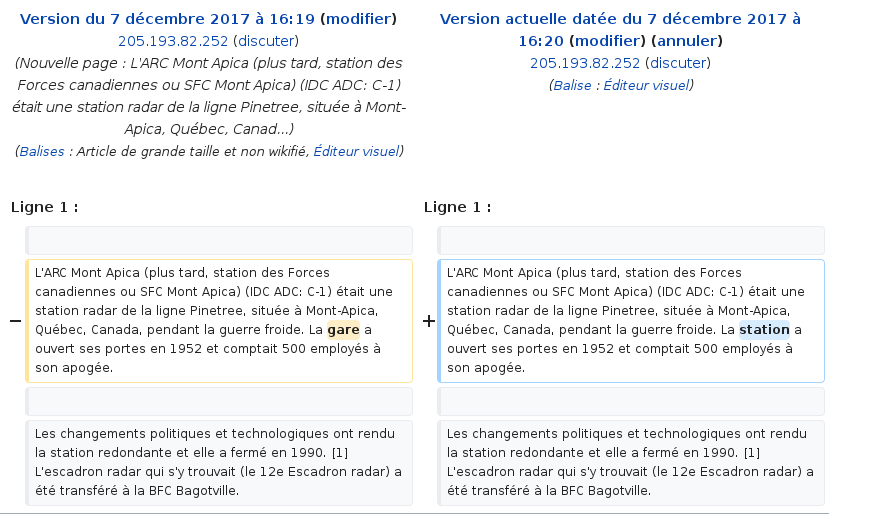 Version du 7 décembre 2017 à 16:19 (modifier)
205.193.82.252 (discuter)
(Nouvelle page : L'ARC Mont Apica (plus tard, station des
Forces canadiennes ou SFC Mont Apica) (IDC ADC: C-1)
était une station radar de la ligne Pinetree, située à Mont-
Apica, Québec, Canad...)
(Balises : Article de grande taille et non wikifié, Éditeur visuel)
Version actuelle datée du 7 décembre 2017 à
16:20 (modifier) (annuler)
205.193.82.252 (discuter)
(Balise : Éditeur visuel)
Ligne 1 :
Ligne 1 :
−
L'ARC Mont Apica (plus tard, station des Forces
canadiennes ou SFC Mont Apica) (IDC ADC: C-1) était une
station radar de la ligne Pinetree, située à Mont-Apica,
Québec, Canada, pendant la guerre froide. La gare a
ouvert ses portes en 1952 et comptait 500 employés à
son apogée.
+
L'ARC Mont Apica (plus tard, station des Forces
canadiennes ou SFC Mont Apica) (IDC ADC: C-1) était une
station radar de la ligne Pinetree, située à Mont-Apica,
Québec, Canada, pendant la guerre froide. La station a
ouvert ses portes en 1952 et comptait 500 employés à
son apogée.
Les changements politiques et technologiques ont rendu
la station redondante et elle a fermé en 1990. [1]
L'escadron radar qui s'y trouvait (le 12e Escadron radar) a
été transféré à la BFC Bagotville.
Les changements politiques et technologiques ont rendu
la station redondante et elle a fermé en 1990. [1]
L'escadron radar qui s'y trouvait (le 12e Escadron radar) a
été transféré à la BFC Bagotville.